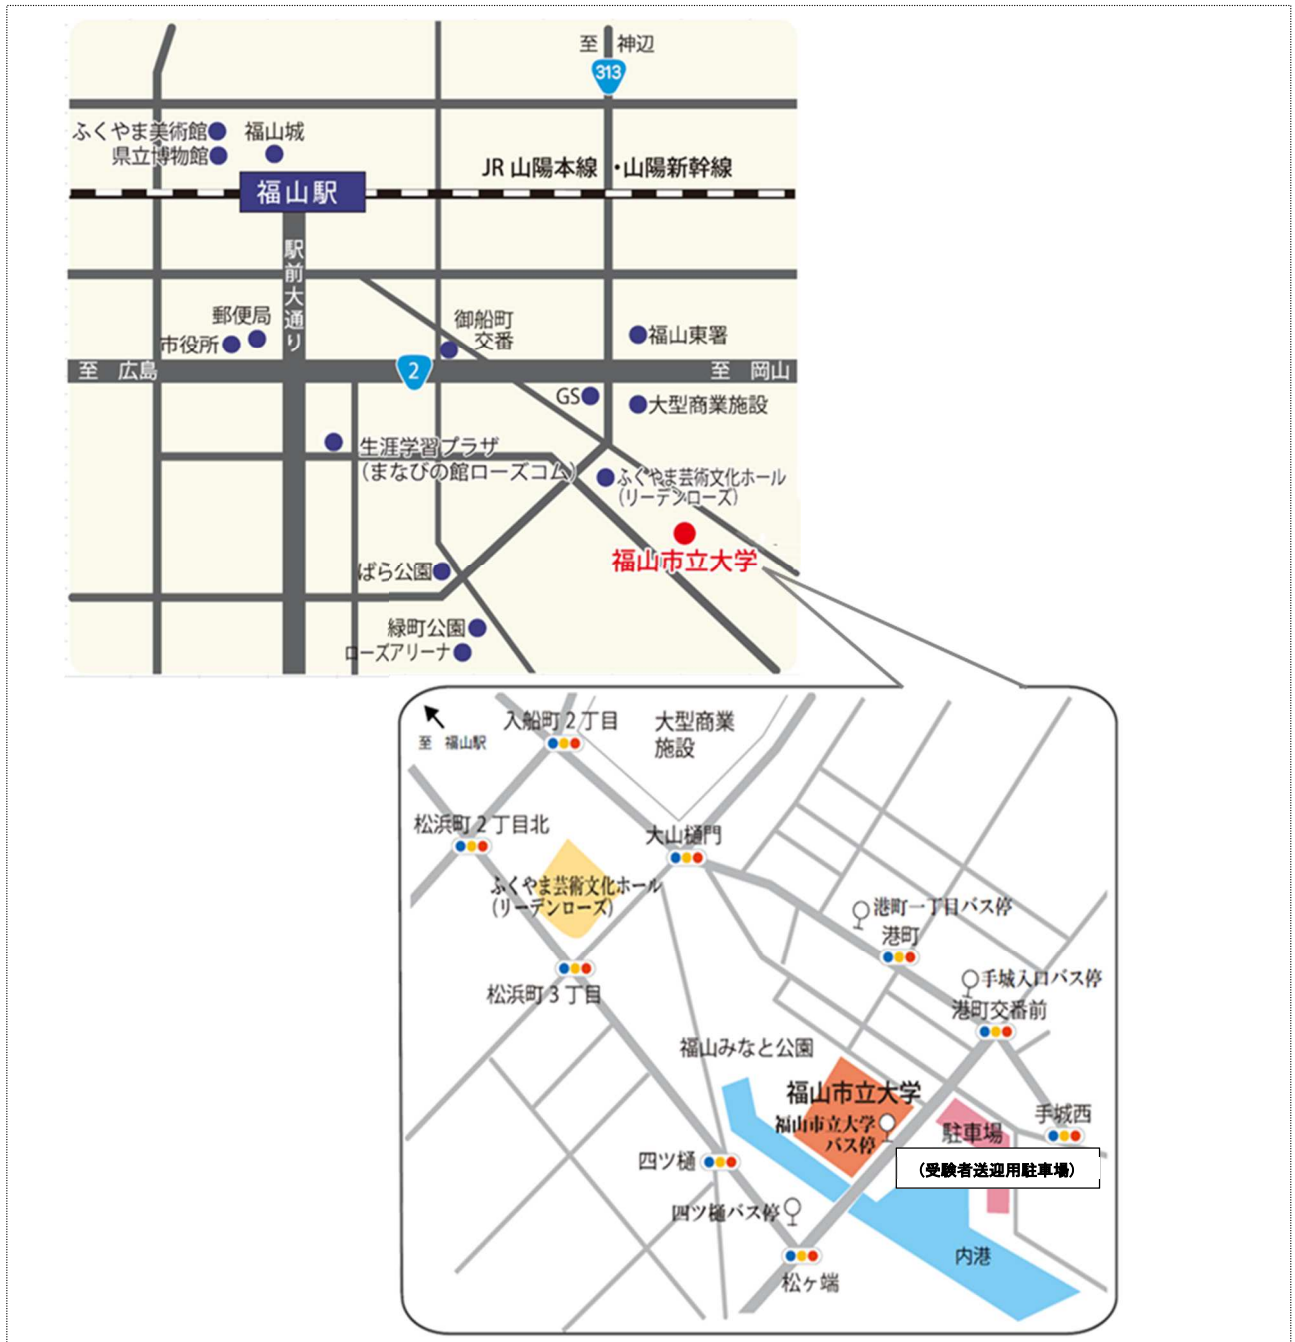 至 神辺
313
ふくやま美術館
福山城
県立博物館
JR 山陽本線 ・山陽新幹線
福山駅
駅前大通り
郵便局
市役所
御船町
交番
福山東署
至 広島
2
至 岡山
GS
大型商業施設
生涯学習プラザ
(まなびの館ローズコム)
ふくやま芸術文化ホール
(リーデンローズ)
福山市立大学
ばら公園
緑町公園
ローズアリーナ
至 福山駅
入船町 2 丁目
大型商業
施設
松浜町 2 丁目北
大山樋門
ふくやま芸術文化ホール
(リーデンローズ)
港町一丁目バス停
港町
松浜町 3 丁目
手城入口バス停
港町交番前
福山みなと公園
福山市立大学
福山市立大学
バス停
駐車場
手城西
(受験者送迎用駐車場)
四ツ樋
四ツ樋バス停
内港
松ヶ端